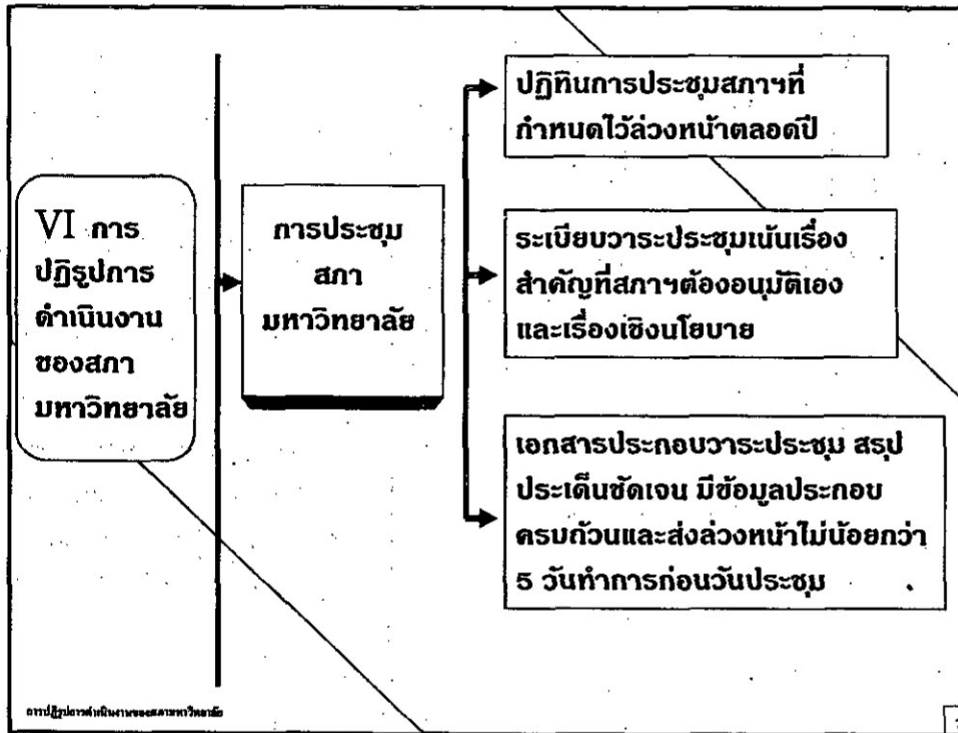 VI การ
ปฏิรูปการ
ดำเนินงาน
ของสภา
มหาวิทยาลัย
การประชุม
สภา
มหาวิทยาลัย
ปฏิทินการประชุมสภาฯที่
กำหนดไว้ล่วงหน้าตลอดปี
ระเบียบวาระประชุมเน้นเรื่อง
สำคัญที่สภาฯต้องอนุมัติเอง
และเรื่องเชิงนโยบาย
เอกสารประกอบวาระประชุม สรุป
ประเด็นชัดเจน มีข้อมูลประกอบ
ครบถ้วนและส่งล่วงหน้าไม่น้อยกว่า
5 วันทำการก่อนวันประชุม
การปฏิรูปการดำเนินงานของสภามหาวิทยาลัย